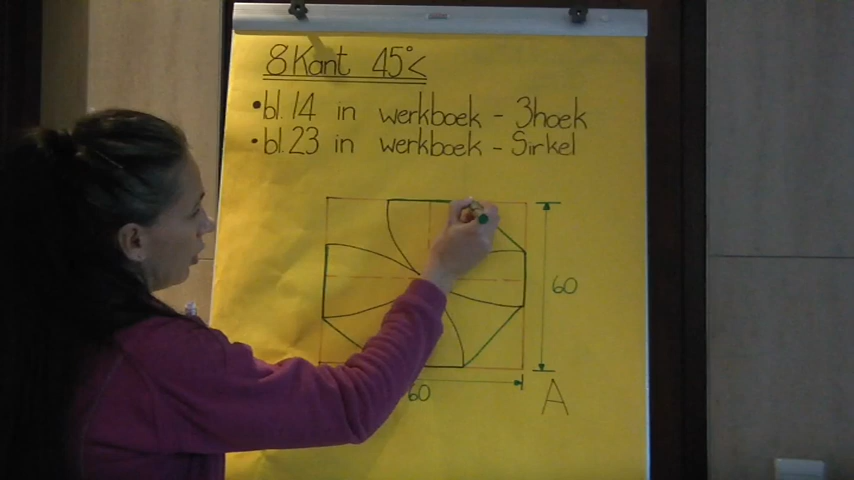 8Kant 45°<
•bl.14 in werkboek - 3hoek
•bl.23 in werkboek - Sirkel
60
60
A